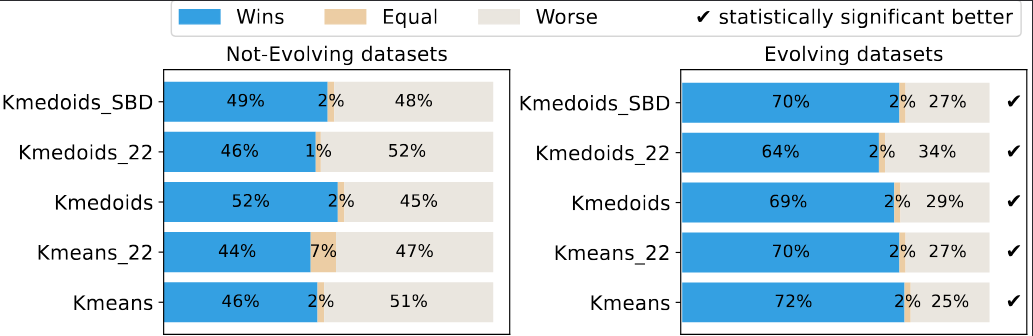 Wins Equal Worse ✔ statistically significant better
Not-Evolving datasets
Kmedoids_SBD 49% 2% 48%
Kmedoids_22 46% 1% 52%
Kmedoids 52% 2% 45%
Kmeans_22 44% 7% 47%
Kmeans 46% 2% 51%
Evolving datasets
Kmedoids_SBD 70% 2% 27% ✔
Kmedoids_22 64% 2% 34% ✔
Kmedoids 69% 2% 29% ✔
Kmeans_22 70% 2% 27% ✔
Kmeans 72% 2% 25% ✔